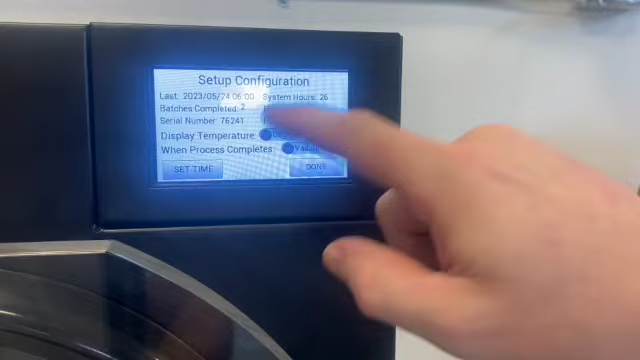 Setup Configuration
Last: 2023/05/24 06:00 System Hours: 26
Batches Completed: 2
Serial Number: 76241
Display Temperature:
When Process Completes:
SET TIME DONE